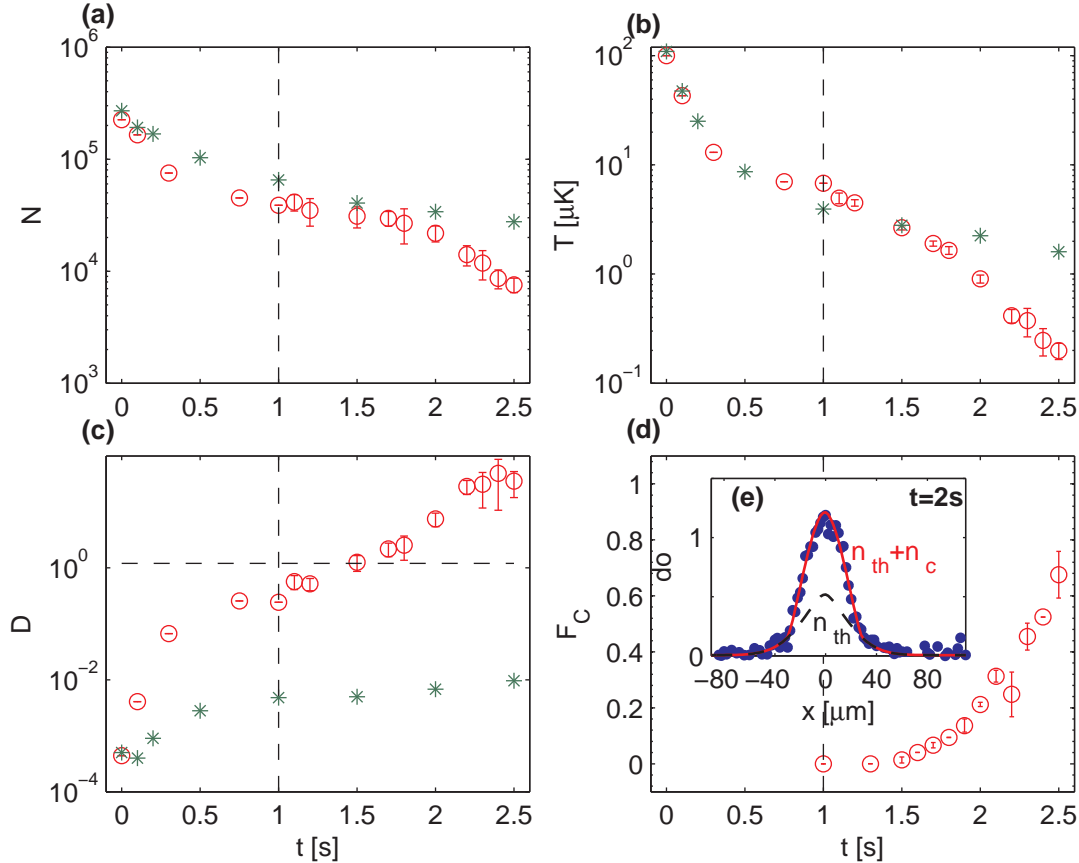 (a)
10^6
10^5
10^4
10^3
N
0 0.5 1 1.5 2 2.5
(b)
10^2
10^1
10^0
10^−1
T [μK]
0 0.5 1 1.5 2 2.5
(c)
10^0
10^−2
10^−4
D
0 0.5 1 1.5 2 2.5
t [s]
(d)
1
0.8
0.6
0.4
0.2
0
F_C
0 0.5 1 1.5 2 2.5
t [s]
(e)
t=2s
1
0
do
n_th+n_c
n_th
−80 −40 0 40 80
x [μm]